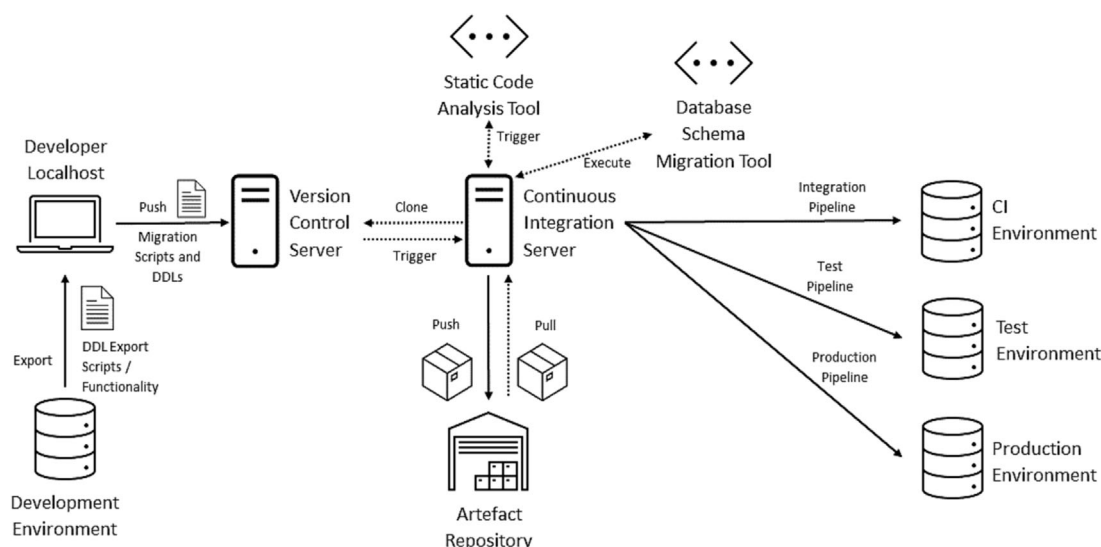 Static Code
Analysis Tool
Database
Schema
Migration Tool
Trigger
Execute
Developer
Localhost
Push
Migration
Scripts and
DDLs
Version
Control
Server
Clone
Trigger
Continuous
Integration
Server
Integration
Pipeline
CI
Environment
Test
Pipeline
Test
Environment
Production
Pipeline
Production
Environment
Export
DDL Export
Scripts /
Functionality
Development
Environment
Push
Pull
Artefact
Repository